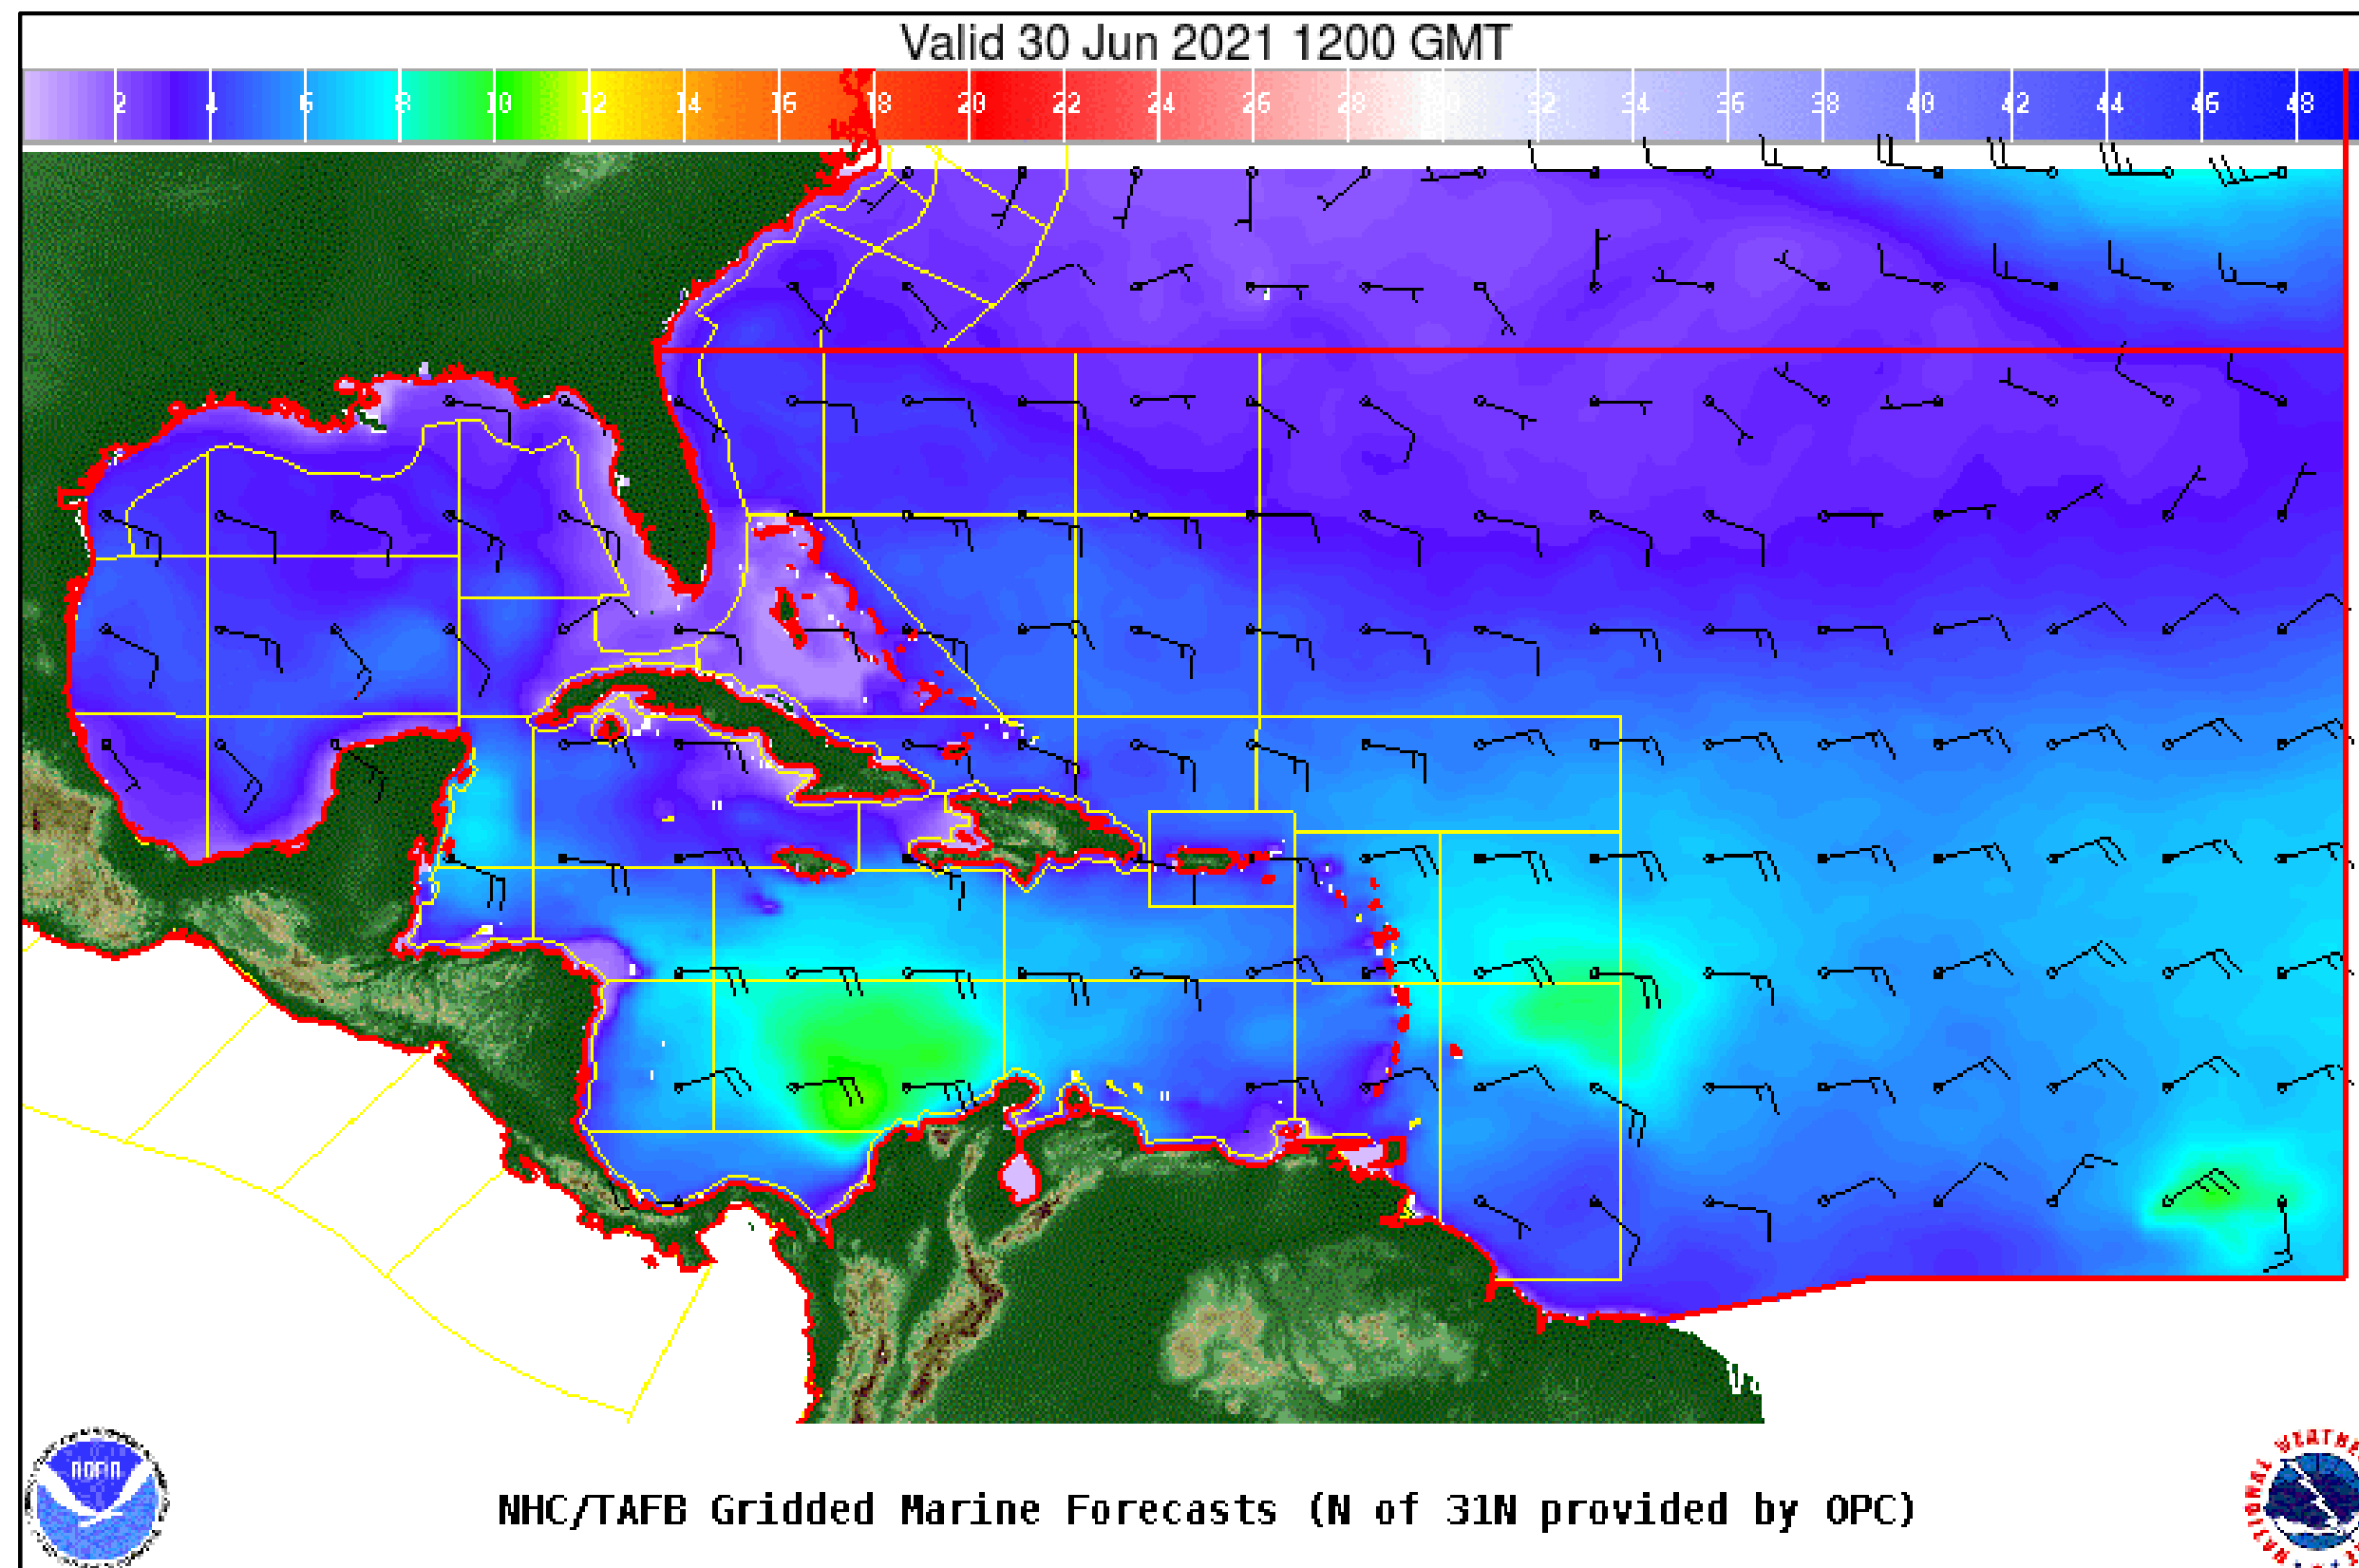 Valid 30 Jun 2021 1200 GMT
2 4 6 8 10 12 14 16 18 20 22 24 26 28 30 32 34 36 38 40 42 44 46 48
NOAA
NHC/TAFB Gridded Marine Forecasts (N of 31N provided by OPC)